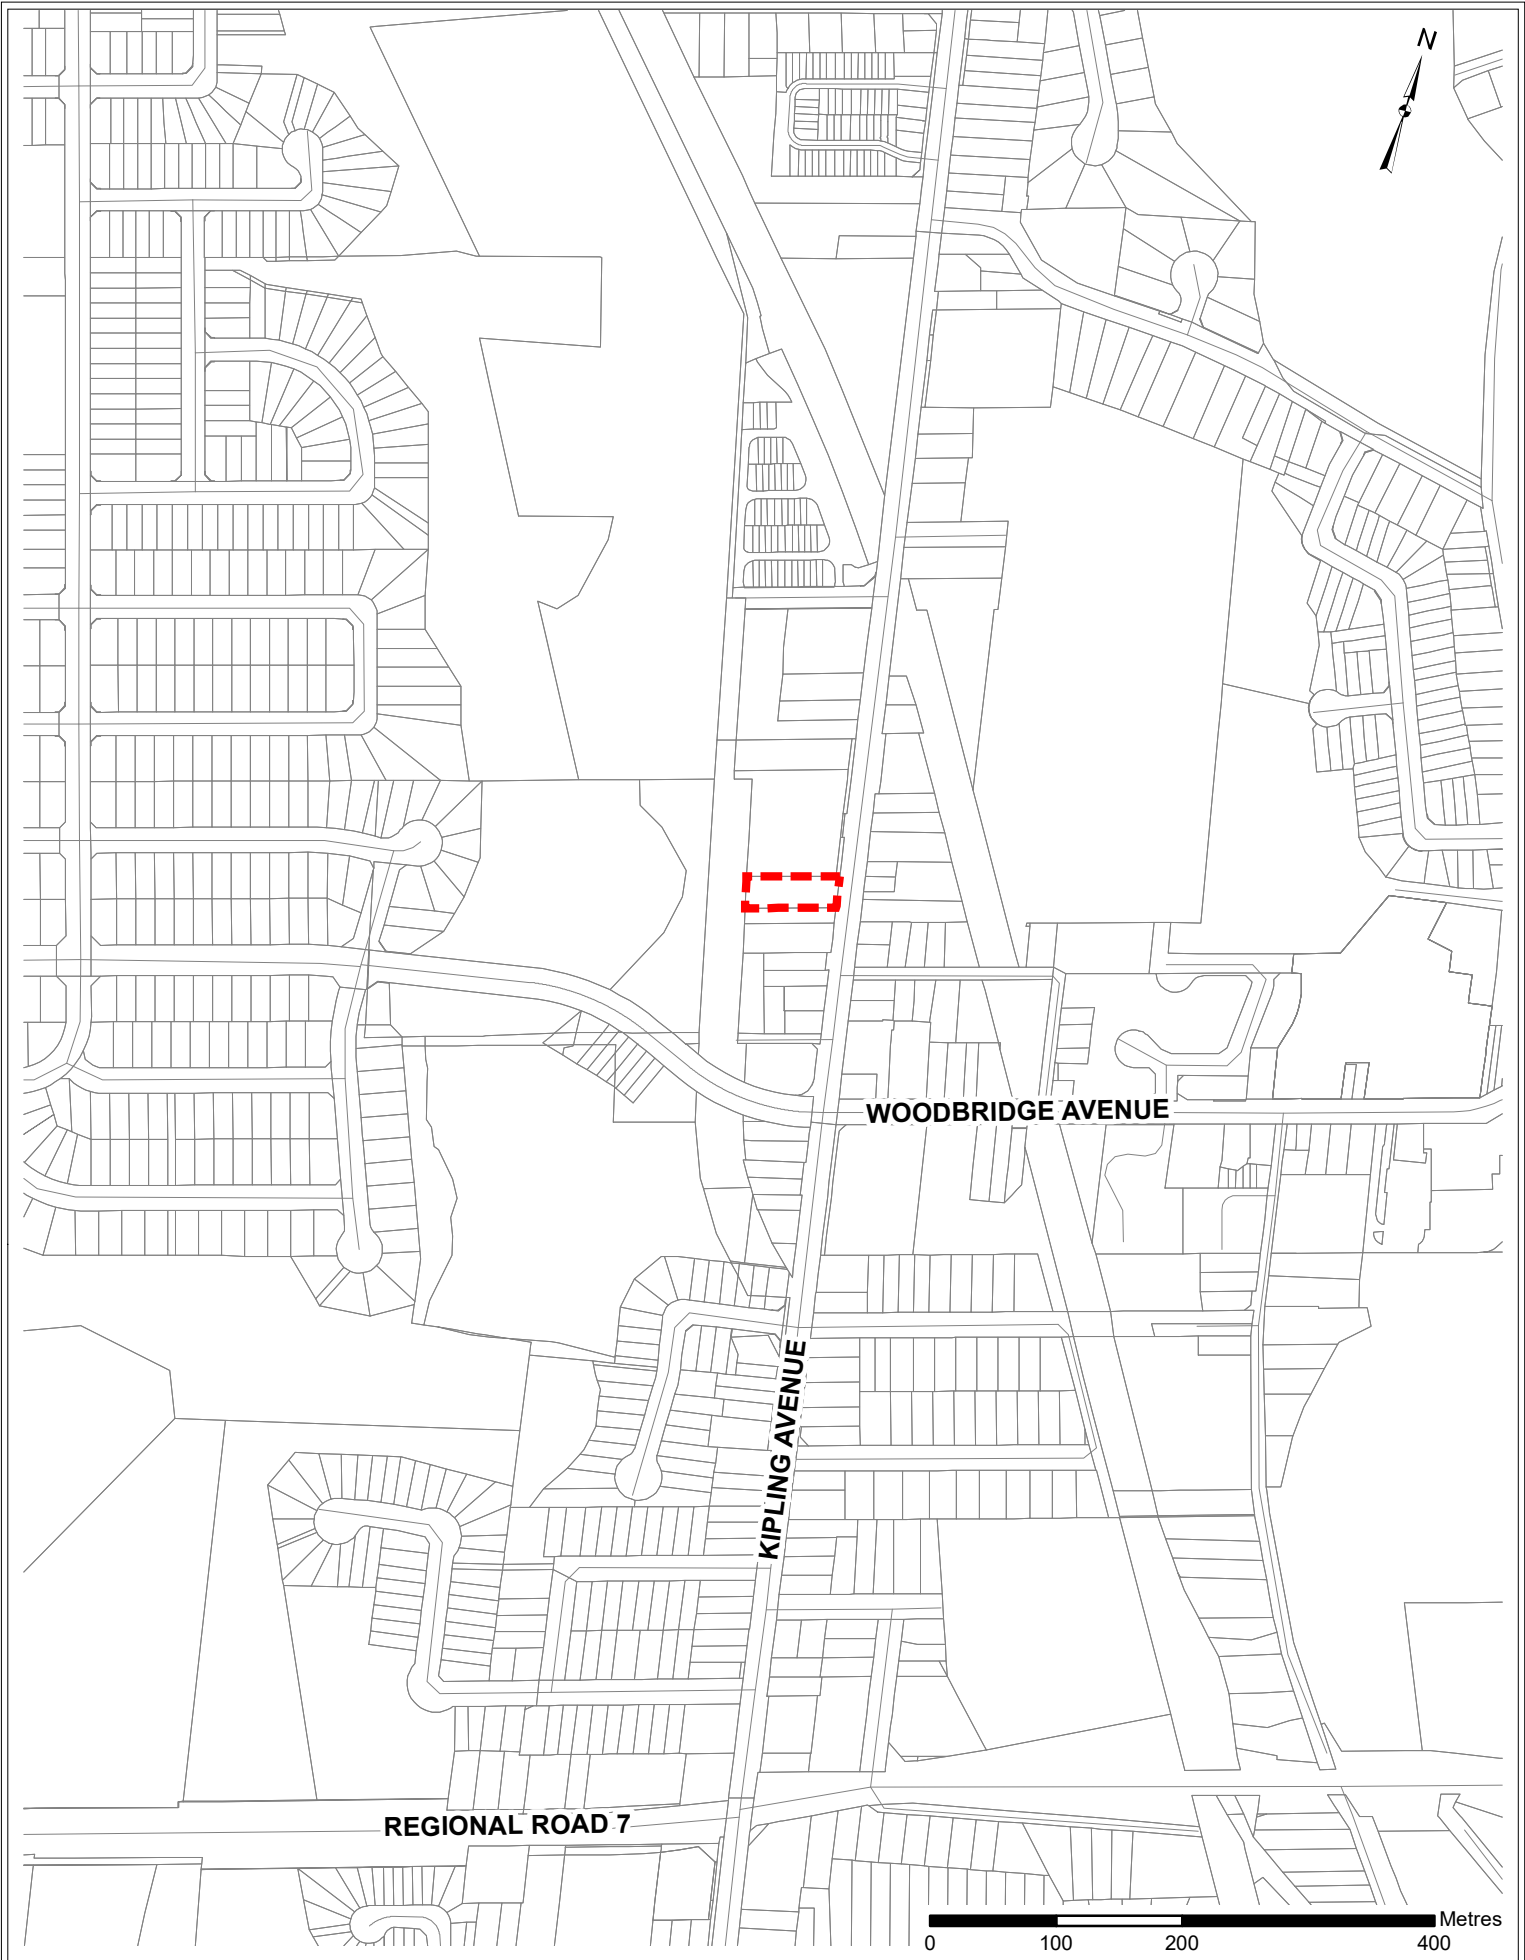 N
WOODBRIDGE AVENUE
KIPLING AVENUE
REGIONAL ROAD 7
Metres
0 100 200 400